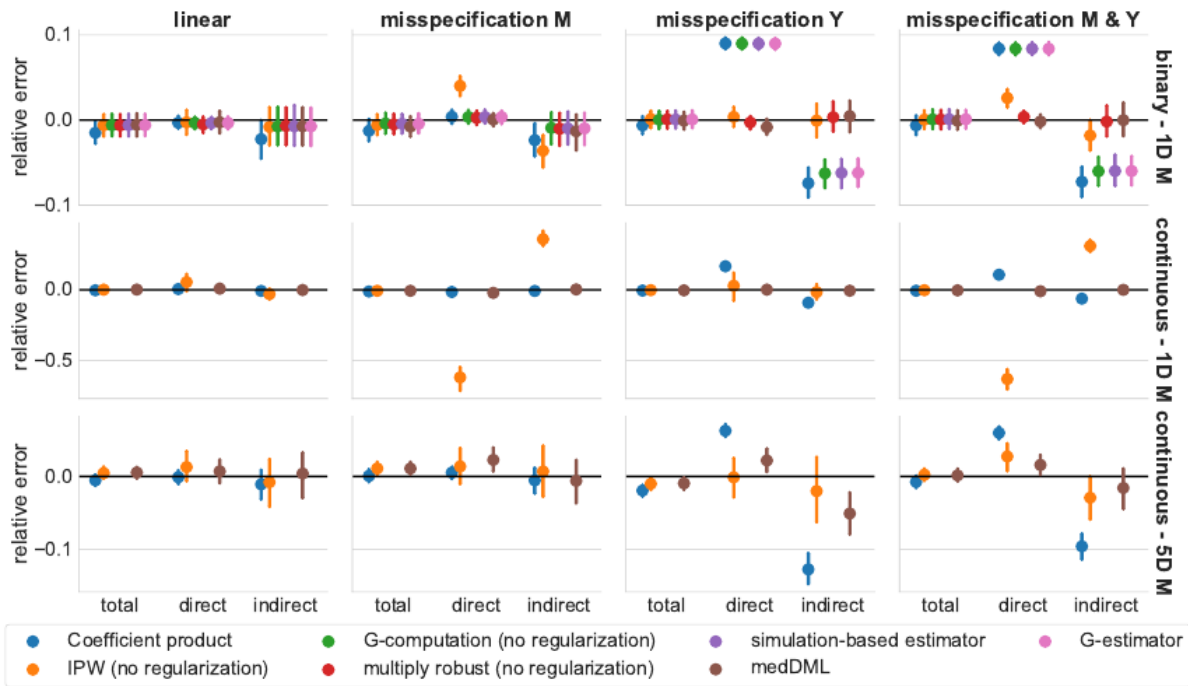 linear misspecification M misspecification Y misspecification M & Y
0.1
0.0
−0.1
relative error
binary - 1D M
0.0
−0.5
relative error
continuous - 1D M
0.0
−0.1
relative error
continuous - 5D M
total direct indirect total direct indirect total direct indirect total direct indirect
Coefficient product G-computation (no regularization) simulation-based estimator G-estimator
IPW (no regularization) multiply robust (no regularization) medDML